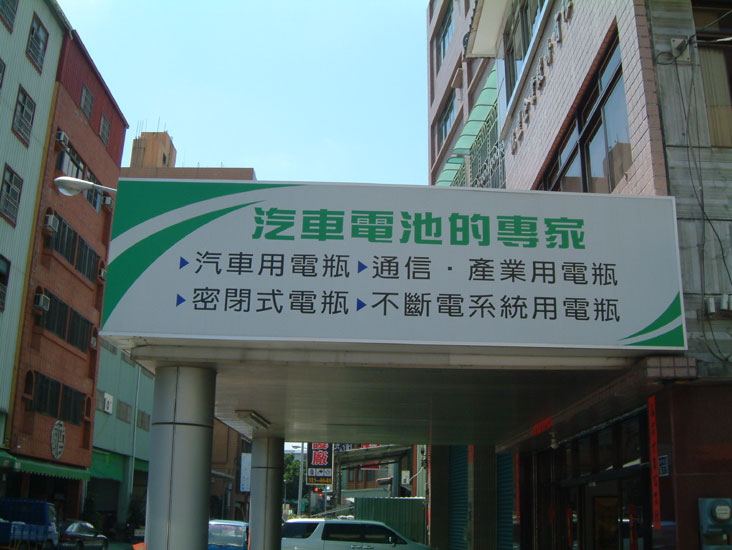 汽車電池的專家
▶汽車用電瓶▶通信·產業用電瓶
▶密閉式電瓶▶不斷電系統用電瓶
廠